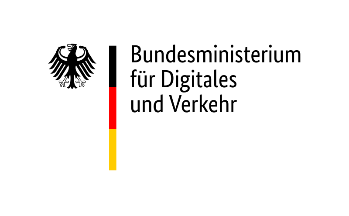 Bundesministerium
für Digitales
und Verkehr